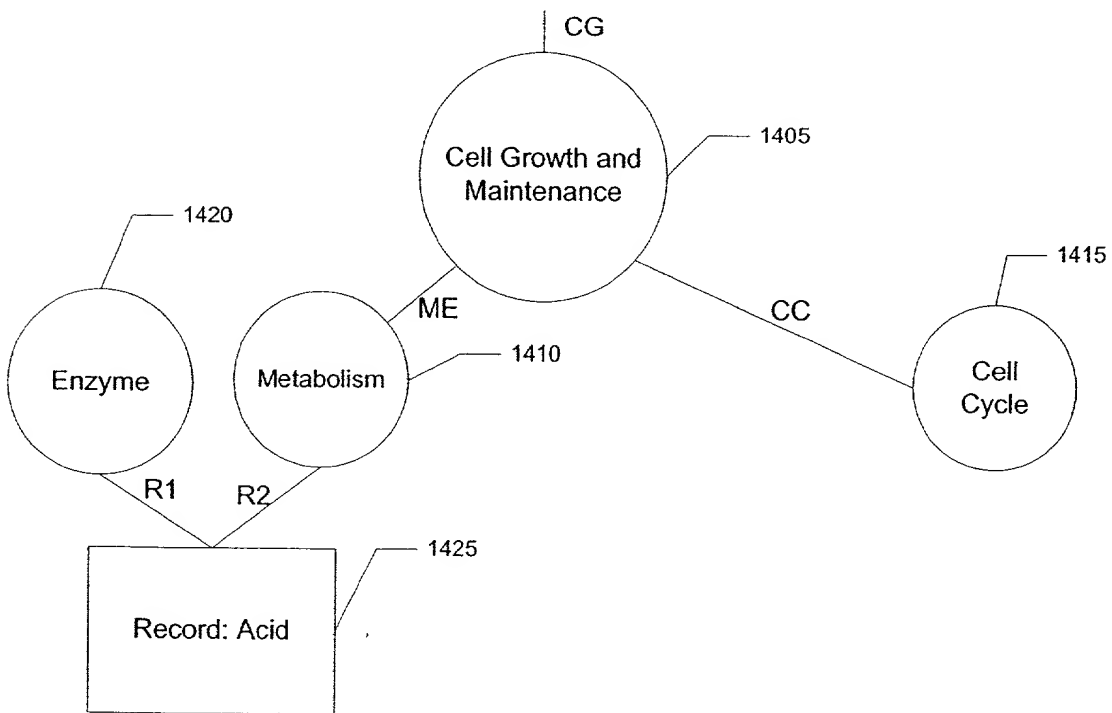 CG
1405
Cell Growth and
Maintenance
1420
1415
ME
CC
1410
Enzyme
Metabolism
Cell
Cycle
R1
R2
1425
Record: Acid